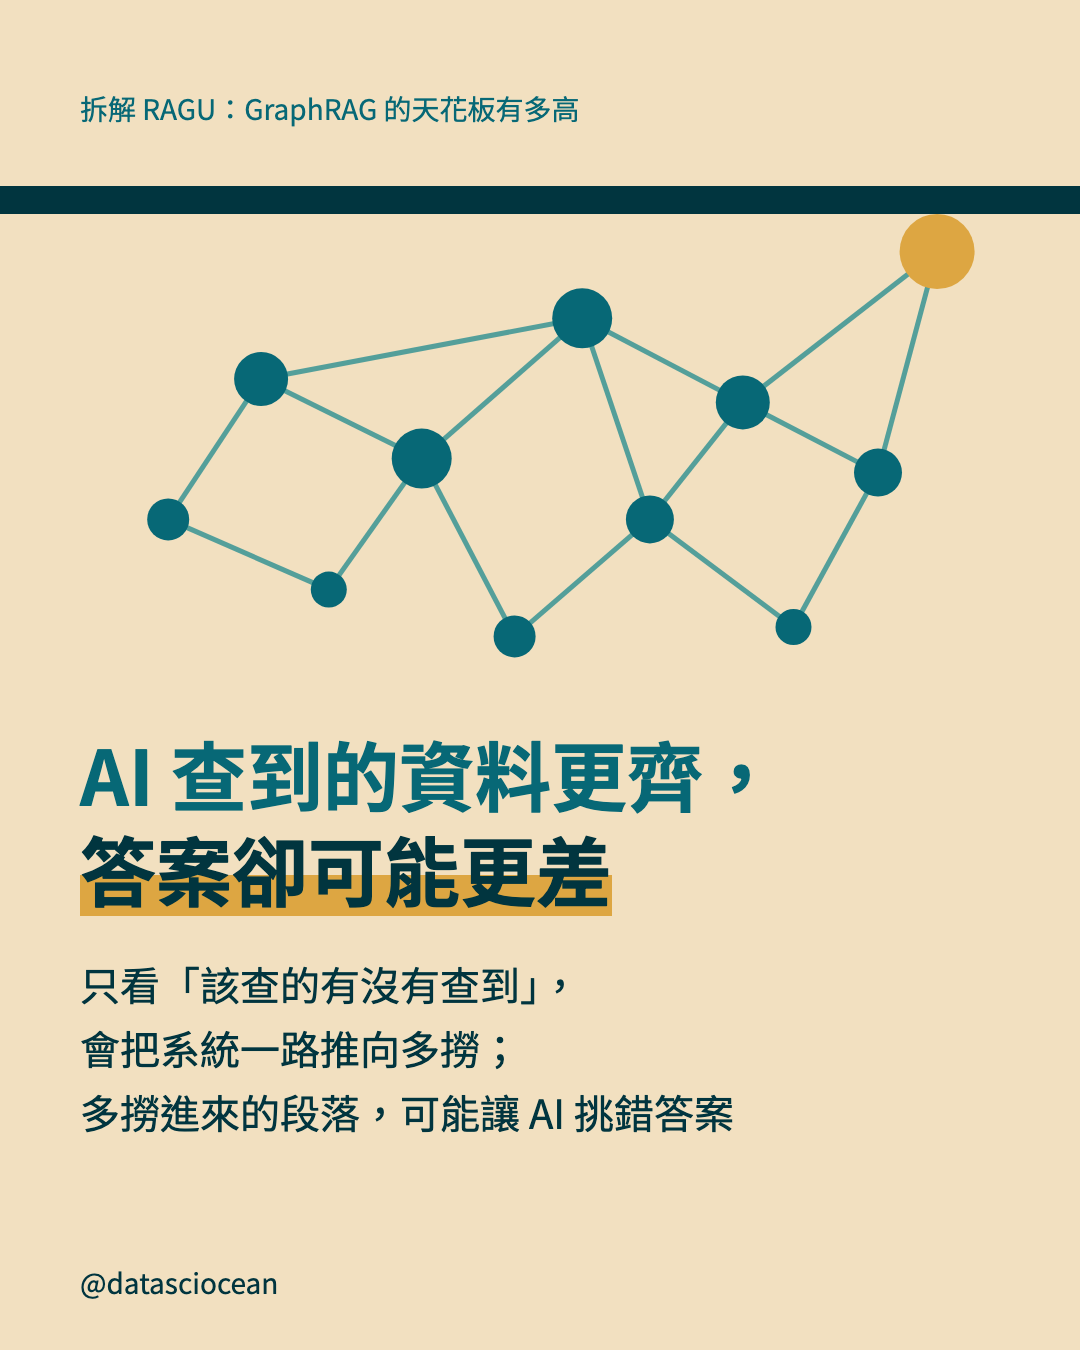 拆解 RAGU：GraphRAG 的天花板有多高
AI 查到的資料更齊，
答案卻可能更差
只看「該查的有沒有查到」，
會把系統一路推向多撈；
多撈進來的段落，可能讓 AI 挑錯答案
@datasciocean